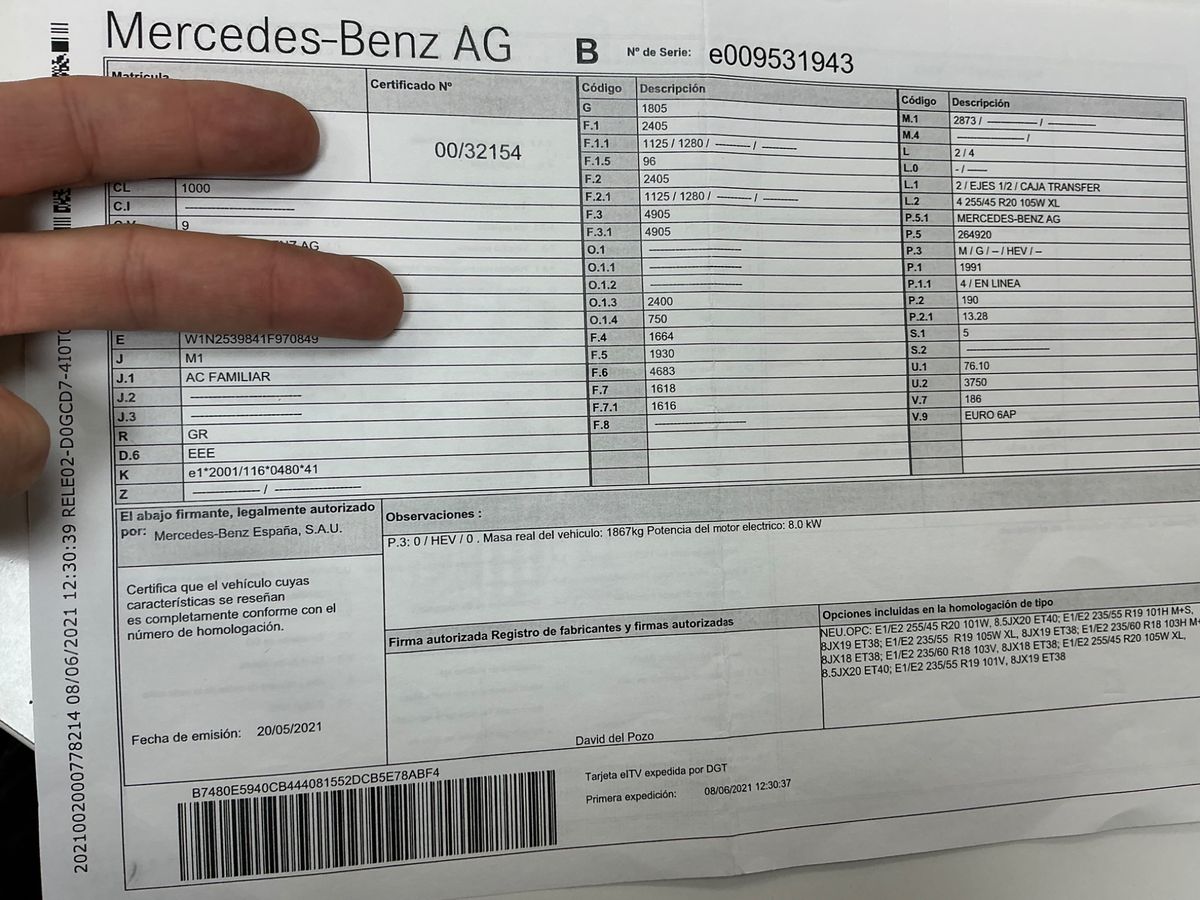 Mercedes-Benz AG
B Nº de Serie: e009531943
Matrícula
Certificado Nº
00/32154
CL 1000
C.I ————
9
NZ AG
E W1N2539841F970849
J M1
J.1 AC FAMILIAR
J.2 ————
J.3 ————
R GR
D.6 EEE
K e1*2001/116*0480*41
Z ———— / ————
Código Descripción
G 1805
F.1 2405
F.1.1 1125 / 1280 / ——— / ———
F.1.5 96
F.2 2405
F.2.1 1125 / 1280 / ——— / ———
F.3 4905
F.3.1 4905
O.1 ————
O.1.1 ————
O.1.2 ————
O.1.3 2400
O.1.4 750
F.4 1664
F.5 1930
F.6 4683
F.7 1618
F.7.1 1616
F.8 ————
Código Descripción
M.1 2873 / ——— / ———
M.4 ———— /
L 2 / 4
L.0 - / ——
L.1 2 / EJES 1/2 / CAJA TRANSFER
L.2 4 255/45 R20 105W XL
P.5.1 MERCEDES-BENZ AG
P.5 264920
P.3 M / G / – / HEV / –
P.1 1991
P.1.1 4 / EN LINEA
P.2 190
P.2.1 13.28
S.1 5
S.2 ————
U.1 76.10
U.2 3750
V.7 186
V.9 EURO 6AP
El abajo firmante, legalmente autorizado
por: Mercedes-Benz España, S.A.U.
Certifica que el vehículo cuyas
características se reseñan
es completamente conforme con el
número de homologación.
Fecha de emisión: 20/05/2021
Observaciones :
P.3: 0 / HEV / 0 . Masa real del vehiculo: 1867kg Potencia del motor electrico: 8.0 kW
Firma autorizada Registro de fabricantes y firmas autorizadas
David del Pozo
Opciones incluidas en la homologación de tipo
NEU.OPC: E1/E2 255/45 R20 101W, 8.5JX20 ET40; E1/E2 235/55 R19 101H M+S,
8JX19 ET38; E1/E2 235/55 R19 105W XL, 8JX19 ET38; E1/E2 235/60 R18 103H M+
8JX18 ET38; E1/E2 235/60 R18 103V, 8JX18 ET38; E1/E2 255/45 R20 105W XL,
8.5JX20 ET40; E1/E2 235/55 R19 101V, 8JX19 ET38
B7480E5940CB444081552DCB5E78ABF4
Tarjeta eITV expedida por DGT
Primera expedición: 08/06/2021 12:30:37
2021002000778214 08/06/2021 12:30:39 RELE02-D0GCD7-4I0T